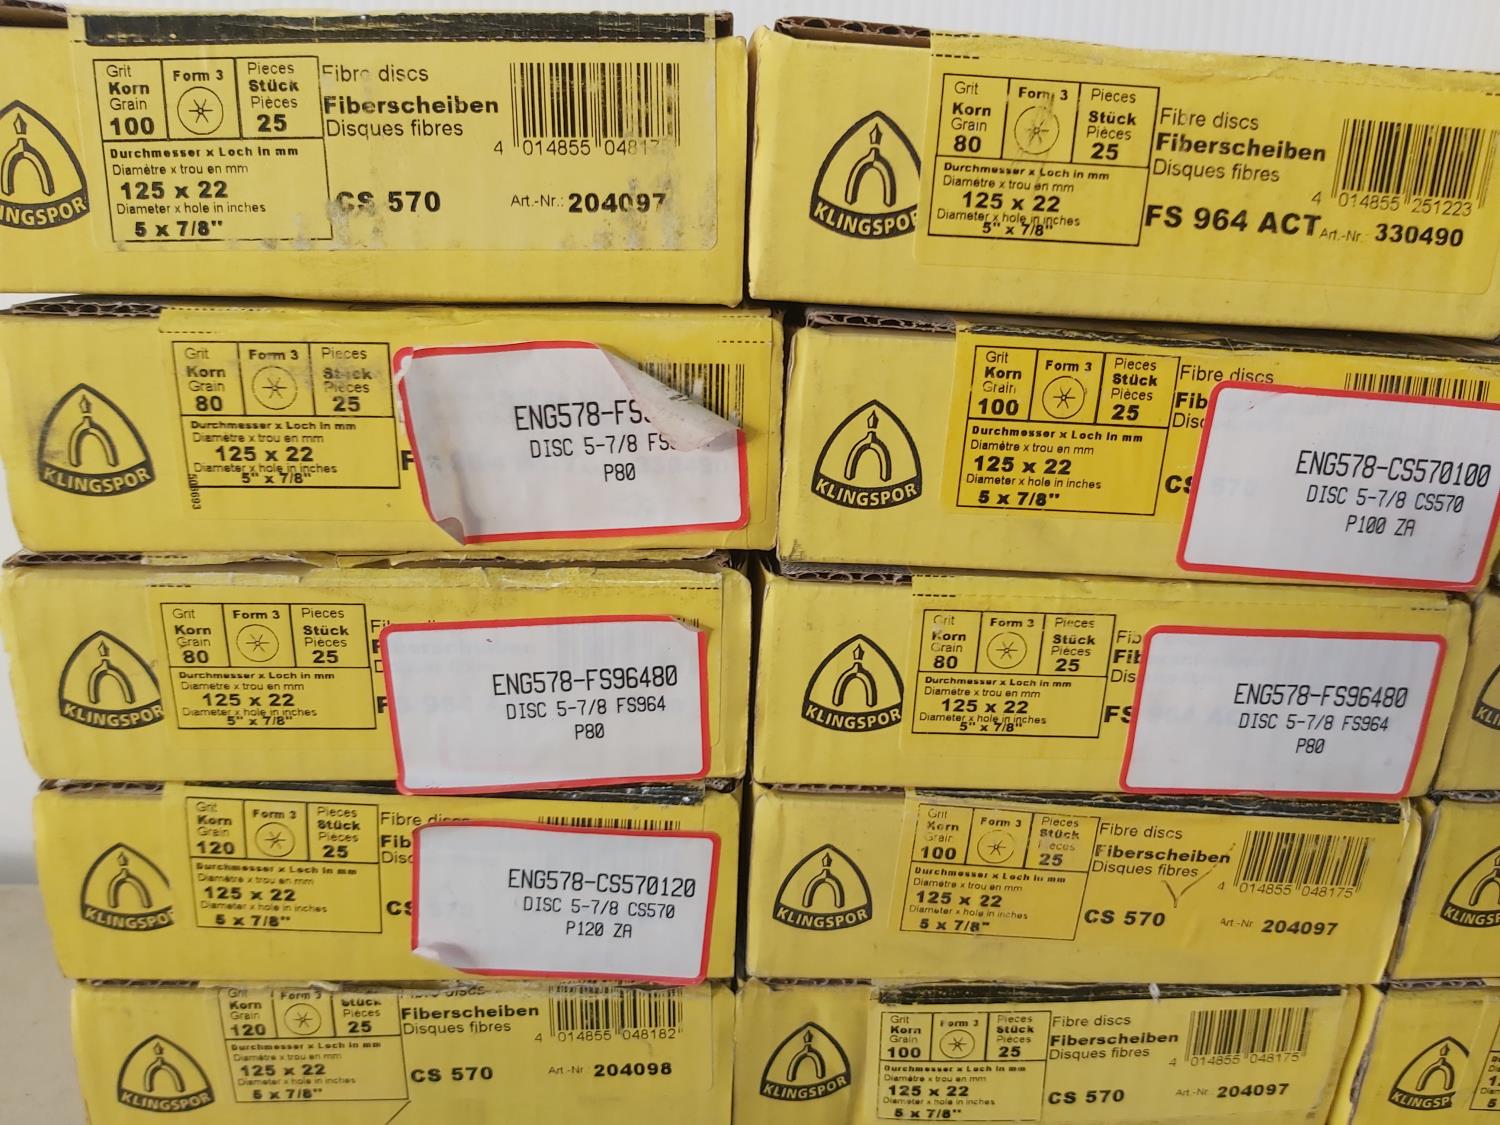 Grit
Korn
Grain
100
Form 3
Pieces
Stück
Pièces
25
Durchmesser x Loch in mm
Diamètre x trou en mm
125 x 22
Diameter x hole in inches
5 x 7/8"
Fibre discs
Fiberscheiben
Disques fibres
CS 570
Art.-Nr.: 204097
KLINGSPOR
Grit
Korn
Grain
80
Form 3
Pieces
Stück
Pièces
25
Durchmesser x Loch in mm
Diamètre x trou en mm
125 x 22
Diameter x hole in inches
5" x 7/8"
Fibre discs
Fiberscheiben
Disques fibres
4 014855 251223
FS 964 ACT
Art.-Nr. 330490
KLINGSPOR
Grit
Korn
Grain
80
Form 3
Pieces
Stück
Pièces
25
Durchmesser x Loch in mm
Diamètre x trou en mm
125 x 22
Diameter x hole in inches
5" x 7/8"
KLINGSPOR
DISC 5-7/8
P80
Grit
Korn
Grain
100
Form 3
Pieces
Stück
Pièces
25
Durchmesser x Loch in mm
Diamètre x trou en mm
125 x 22
Diameter x hole in inches
5 x 7/8"
Fibre discs
KLINGSPOR
ENG578-CS570100
DISC 5-7/8 CS570
P100 ZA
Grit
Korn
Grain
80
Form 3
Pieces
Stück
Pièces
25
Durchmesser x Loch in mm
Diamètre x trou en mm
125 x 22
Diameter x hole in inches
5" x 7/8"
KLINGSPOR
ENG578-FS96480
DISC 5-7/8 FS964
P80
Grit
Korn
Grain
80
Form 3
Pieces
Stück
Pièces
25
Durchmesser x Loch in mm
Diamètre x trou en mm
125 x 22
Diameter x hole in inches
5" x 7/8"
KLINGSPOR
ENG578-FS96480
DISC 5-7/8 FS964
P80
Grit
Korn
Grain
120
Form 3
Pieces
Stück
Pièces
25
Durchmesser x Loch in mm
Diamètre x trou en mm
125 x 22
Diameter x hole in inches
5 x 7/8"
Fibre discs
KLINGSPOR
ENG578-CS570120
DISC 5-7/8 CS570
P120 ZA
Grit
Korn
Grain
100
Form 3
Pieces
Stück
25
Durchmesser x Loch in mm
Diamètre x trou en mm
125 x 22
Diameter x hole in inches
5 x 7/8"
Fibre discs
Fiberscheiben
Disques fibres
4 014855 048175
CS 570
Art.-Nr 204097
KLINGSPOR
Grit
Korn
Grain
120
Form 3
Stück
Pièces
25
Durchmesser x Loch in mm
Diamètre x trou en mm
125 x 22
Diameter x hole in inches
5 x 7/8"
Fibre discs
Fiberscheiben
Disques fibres
4 014855 048182
CS 570
Art.-Nr 204098
KLINGSPOR
Grit
Korn
Grain
100
Form 3
Pieces
Stück
Pièces
25
Durchmesser x Loch in mm
Diamètre x trou en mm
125 x 22
Diameter x hole in inches
5 x 7/8"
Fibre discs
Fiberscheiben
Disques fibres
4 014855 048175
CS 570
Art.-Nr 204097
KLINGSPOR